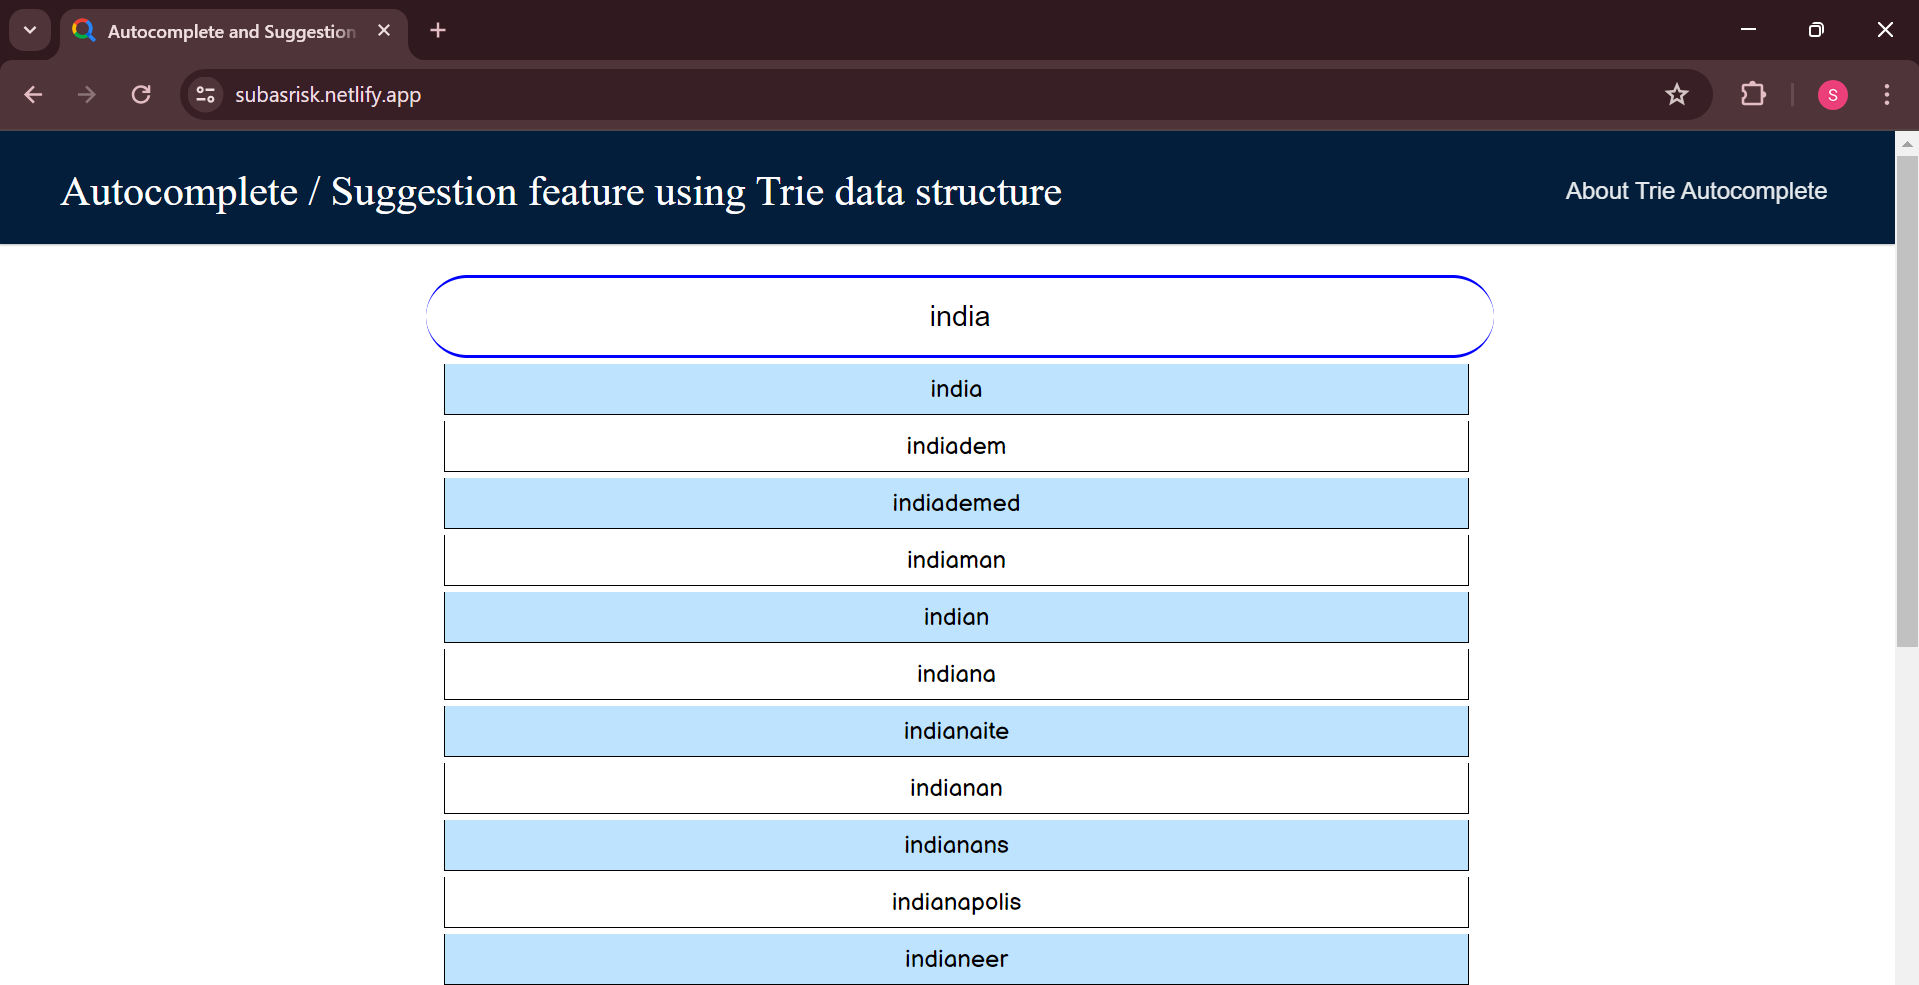 Autocomplete and Suggestion
subasrisk.netlify.app
S
Autocomplete / Suggestion feature using Trie data structure
About Trie Autocomplete
india
india
indiadem
indiademed
indiaman
indian
indiana
indianaite
indianan
indianans
indianapolis
indianeer